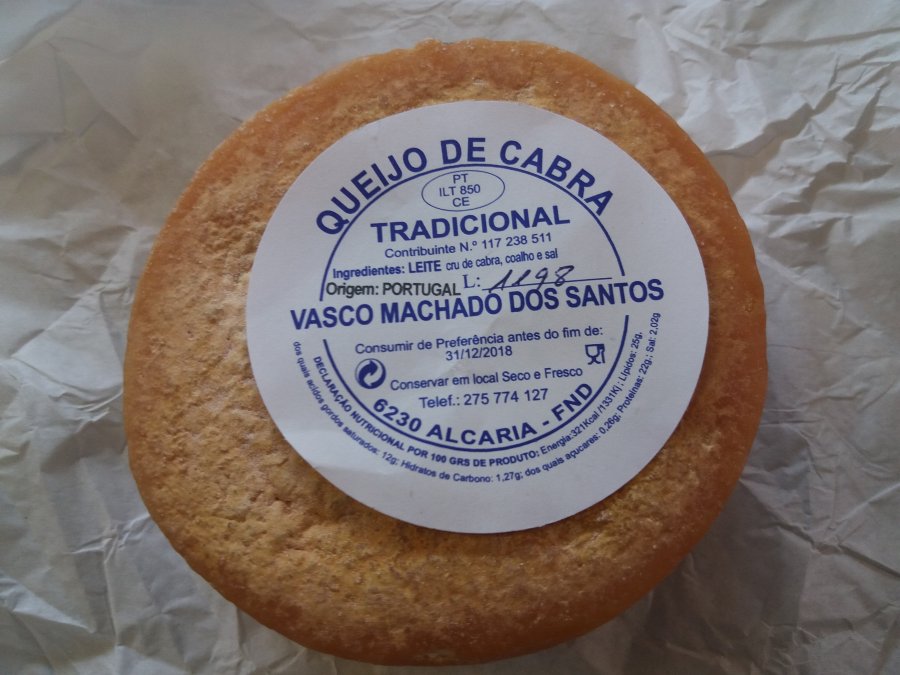 QUEIJO DE CABRA
PT
ILT 850
CE
TRADICIONAL
Contribuinte N.º 117 238 511
Ingredientes: LEITE cru de cabra, coalho e sal
Origem: PORTUGAL L: 1198
VASCO MACHADO DOS SANTOS
Consumir de Preferência antes do fim de:
31/12/2018
Conservar em local Seco e Fresco
Telef.: 275 774 127
6230 ALCARIA - FND
DECLARAÇÃO NUTRICIONAL POR 100 GRS DE PRODUTO: Energia:321Kcal /1331Kj ; Lípidos: 25g,
dos quais acidos gordos saturados: 12g; Hidratos de Carbono: 1,27g; dos quais açucares: 0,26g; Proteínas: 22g ; Sal: 2,02g